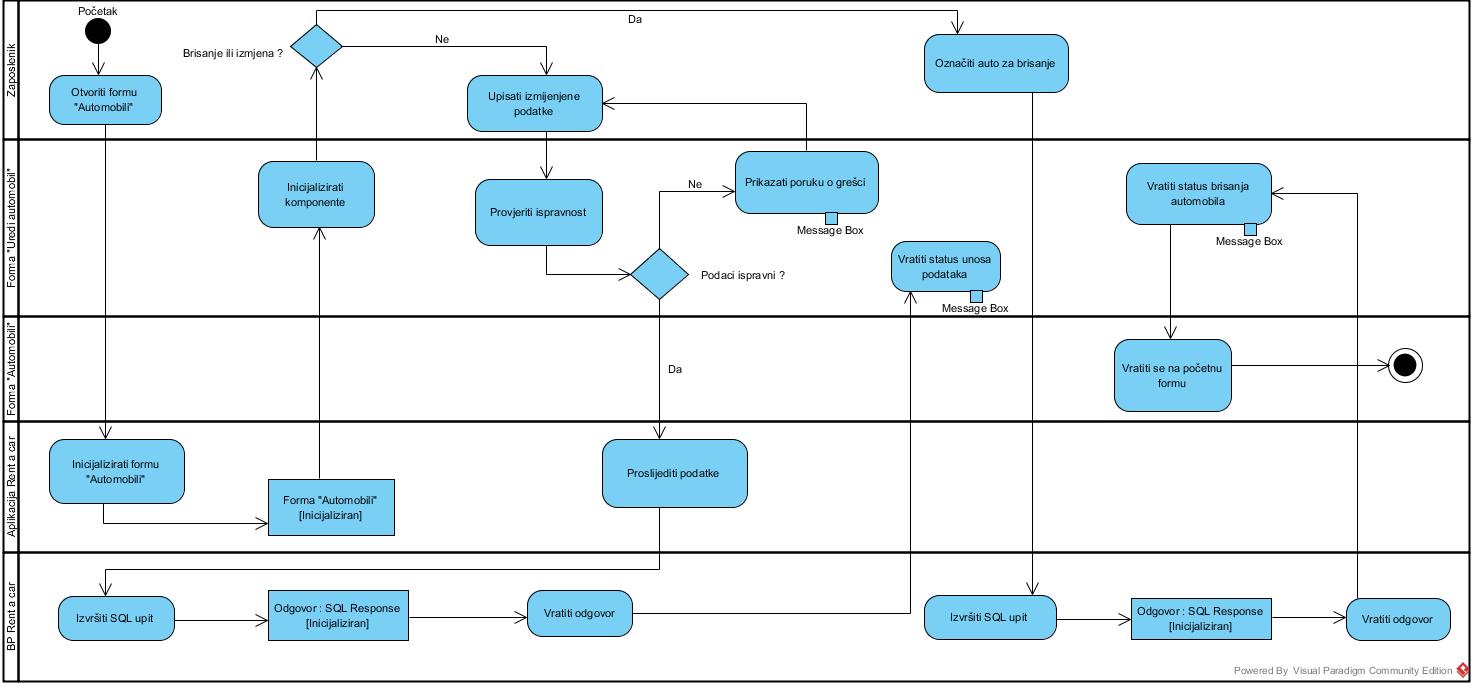 Zaposlenik
Početak
Otvoriti formu
"Automobili"
Brisanje ili izmjena ?
Da
Ne
Upisati izmijenjene
podatke
Označiti auto za brisanje
Forma "Uredi automobil"
Inicijalizirati
komponente
Provjeriti ispravnost
Ne
Prikazati poruku o grešci
Message Box
Podaci ispravni ?
Vratiti status unosa
podataka
Message Box
Vratiti status brisanja
automobila
Message Box
Forma "Automobili"
Da
Vratiti se na početnu
formu
Aplikacija Rent a car
Inicijalizirati formu
"Automobili"
Forma "Automobili"
[Inicijaliziran]
Proslijediti podatke
BP Rent a car
Izvršiti SQL upit
Odgovor : SQL Response
[Inicijaliziran]
Vratiti odgovor
Izvršiti SQL upit
Odgovor : SQL Response
[Inicijaliziran]
Vratiti odgovor
Powered By Visual Paradigm Community Edition